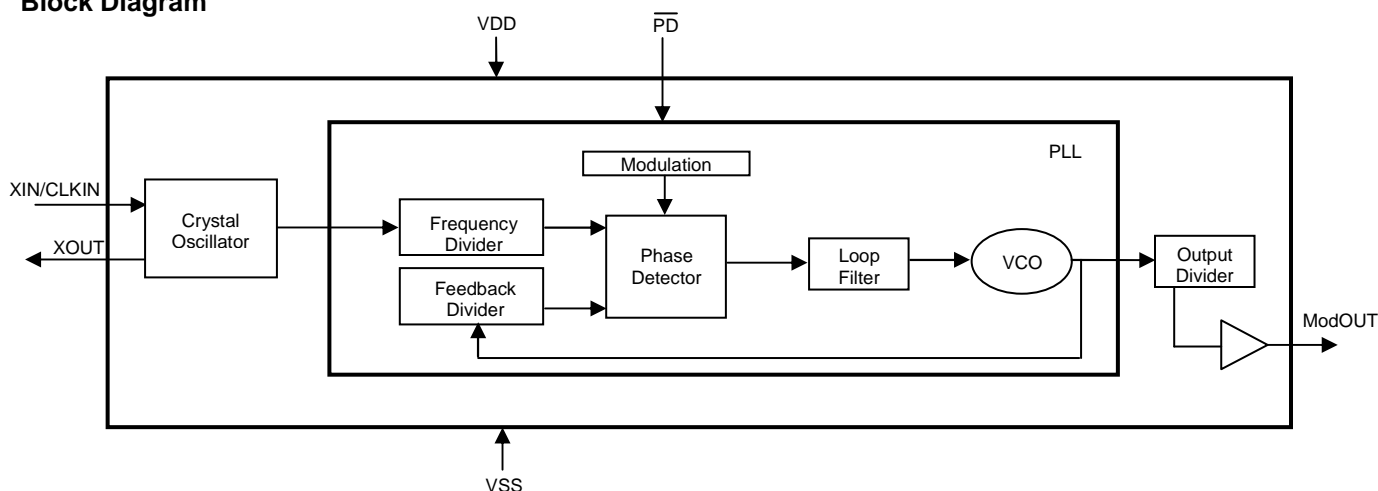 Block Diagram
VDD
PD
PLL
Modulation
XIN/CLKIN
Crystal
Oscillator
XOUT
Frequency
Divider
Feedback
Divider
Phase
Detector
Loop
Filter
VCO
Output
Divider
ModOUT
VSS